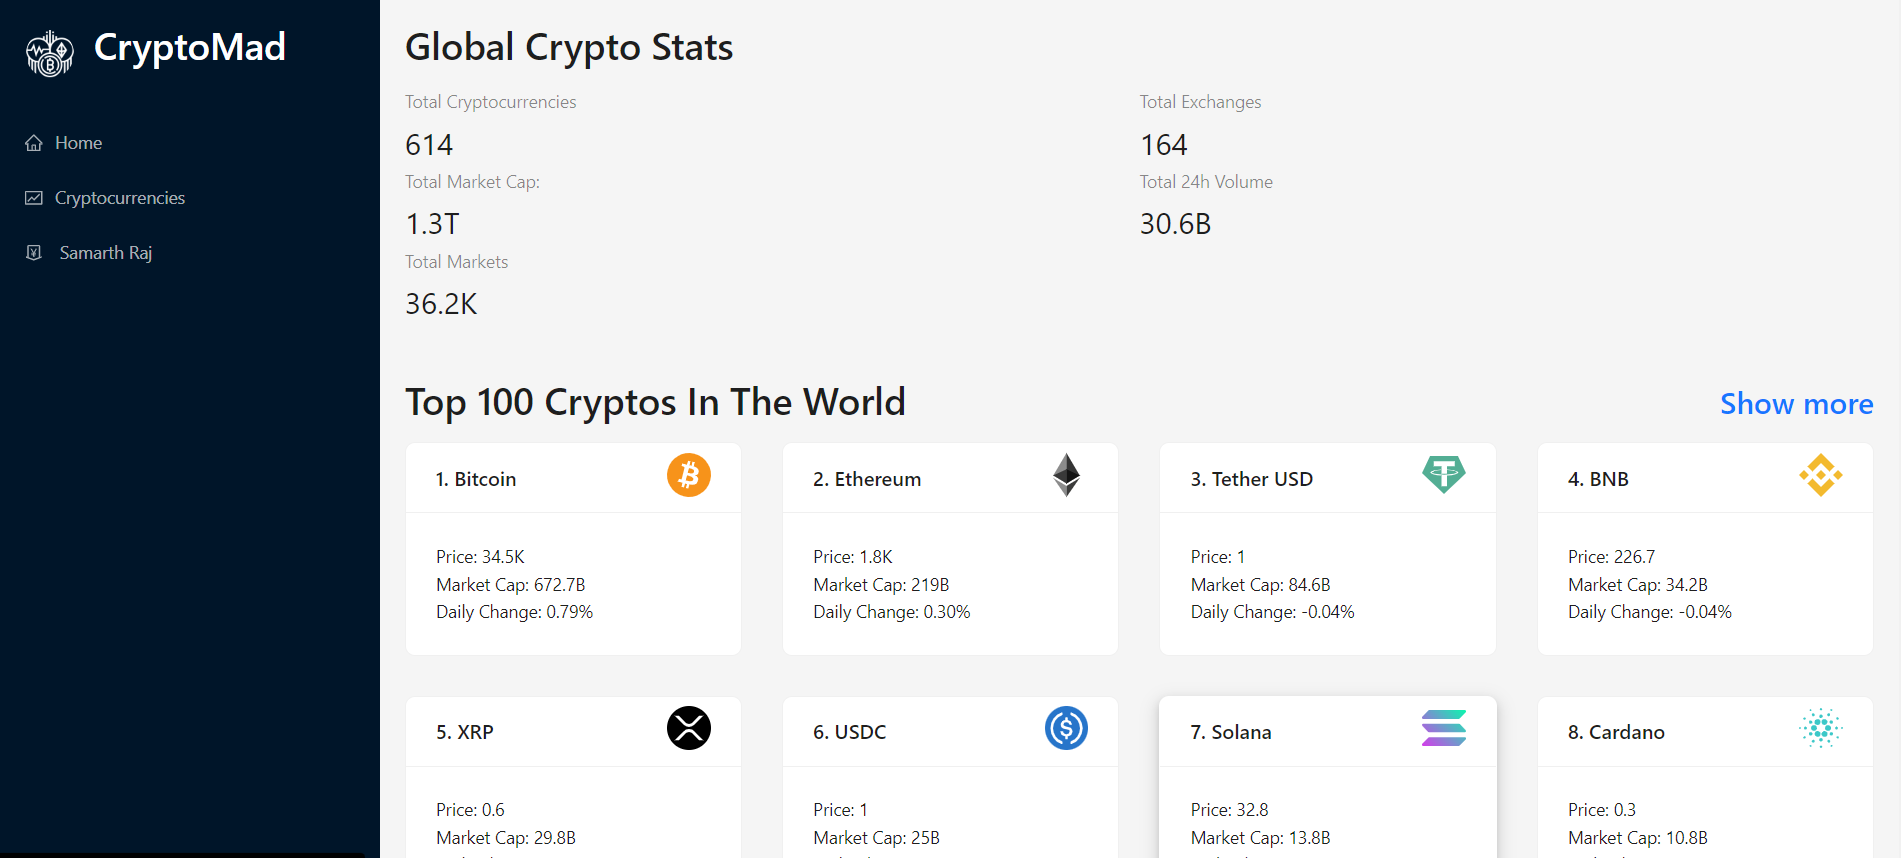 CryptoMad
Home
Cryptocurrencies
Samarth Raj
Global Crypto Stats
Total Cryptocurrencies
614
Total Exchanges
164
Total Market Cap:
1.3T
Total 24h Volume
30.6B
Total Markets
36.2K
Top 100 Cryptos In The World
Show more
1. Bitcoin
Price: 34.5K
Market Cap: 672.7B
Daily Change: 0.79%
2. Ethereum
Price: 1.8K
Market Cap: 219B
Daily Change: 0.30%
3. Tether USD
Price: 1
Market Cap: 84.6B
Daily Change: -0.04%
4. BNB
Price: 226.7
Market Cap: 34.2B
Daily Change: -0.04%
5. XRP
Price: 0.6
Market Cap: 29.8B
6. USDC
Price: 1
Market Cap: 25B
7. Solana
Price: 32.8
Market Cap: 13.8B
8. Cardano
Price: 0.3
Market Cap: 10.8B